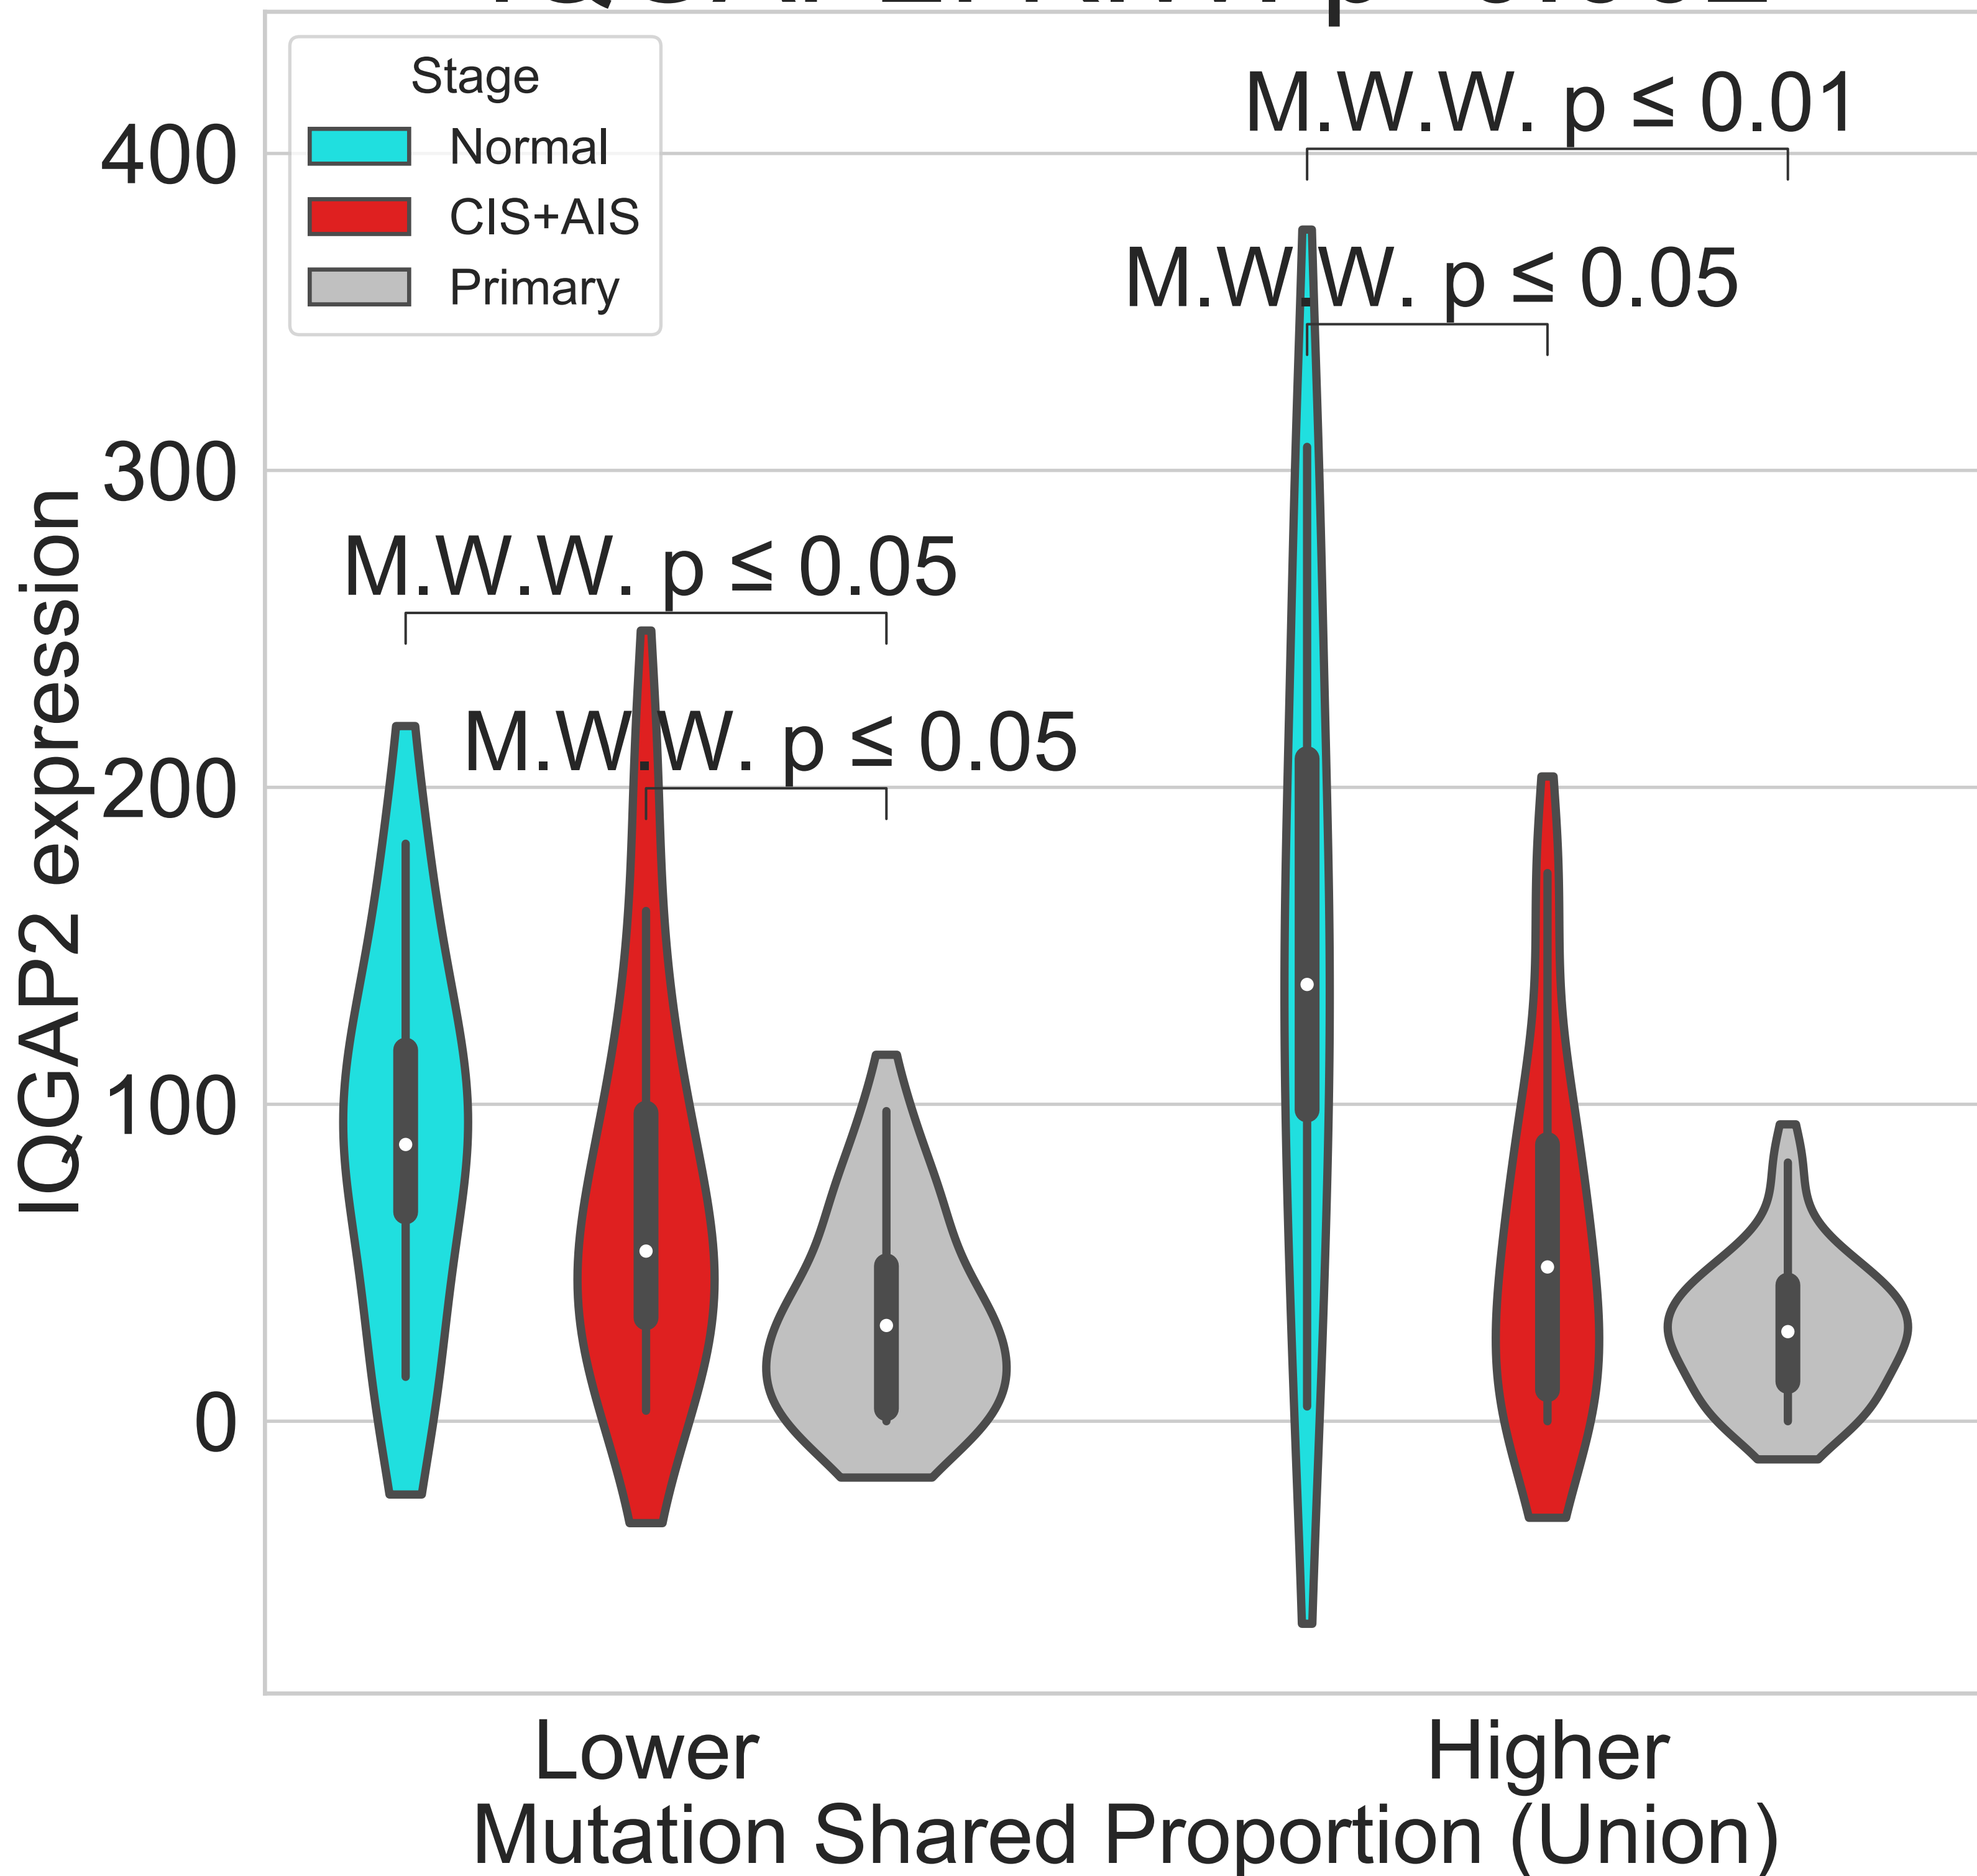 Stage
Normal
CIS+AIS
Primary
M.W.W. p ≤ 0.01
M.W.W. p ≤ 0.05
M.W.W. p ≤ 0.05
M.W.W. p ≤ 0.05
400
300
200
100
0
IQGAP2 expression
Lower
Higher
Mutation Shared Proportion (Union)